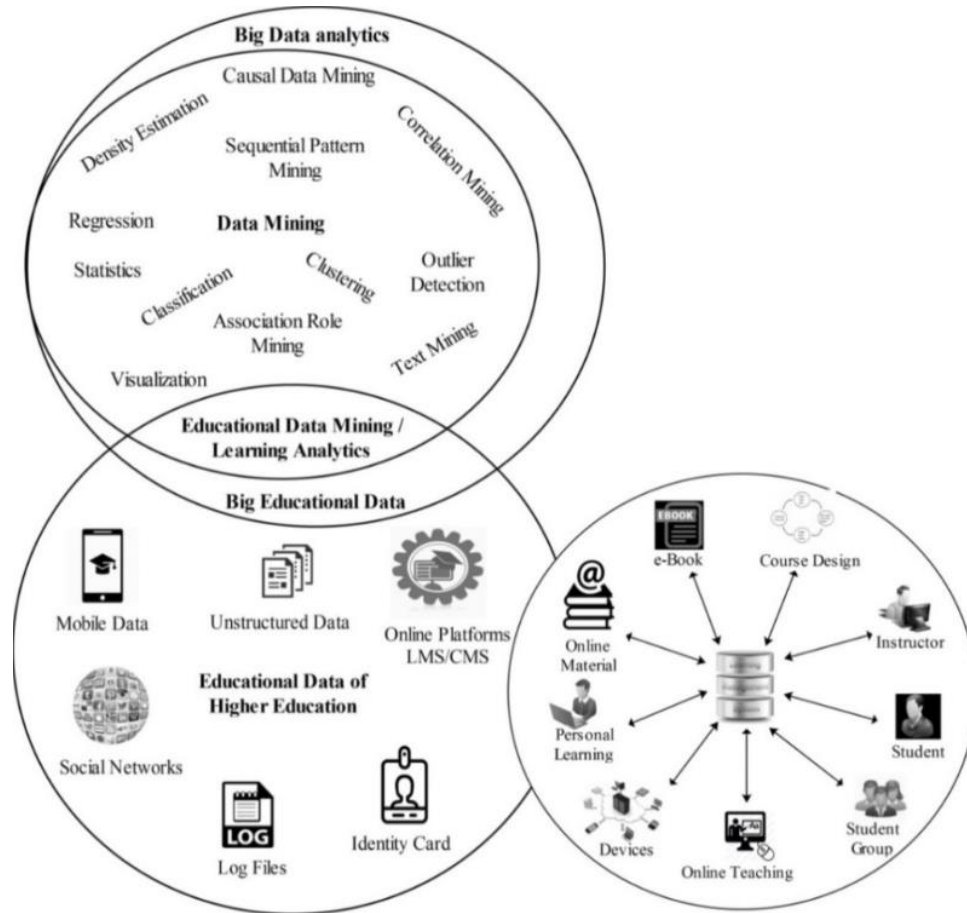 Big Data analytics
Causal Data Mining
Density Estimation
Correlation Mining
Sequential Pattern
Mining
Regression
Data Mining
Statistics
Classification
Clustering
Outlier
Detection
Association Role
Mining
Text Mining
Visualization
Educational Data Mining /
Learning Analytics
Big Educational Data
Mobile Data
Unstructured Data
Online Platforms
LMS/CMS
Educational Data of
Higher Education
Social Networks
LOG
Log Files
Identity Card
EBOOK
e-Book
Course Design
@
Online
Material
Instructor
Learning
Personal
Learning
Student
Devices
Online Teaching
Student
Group